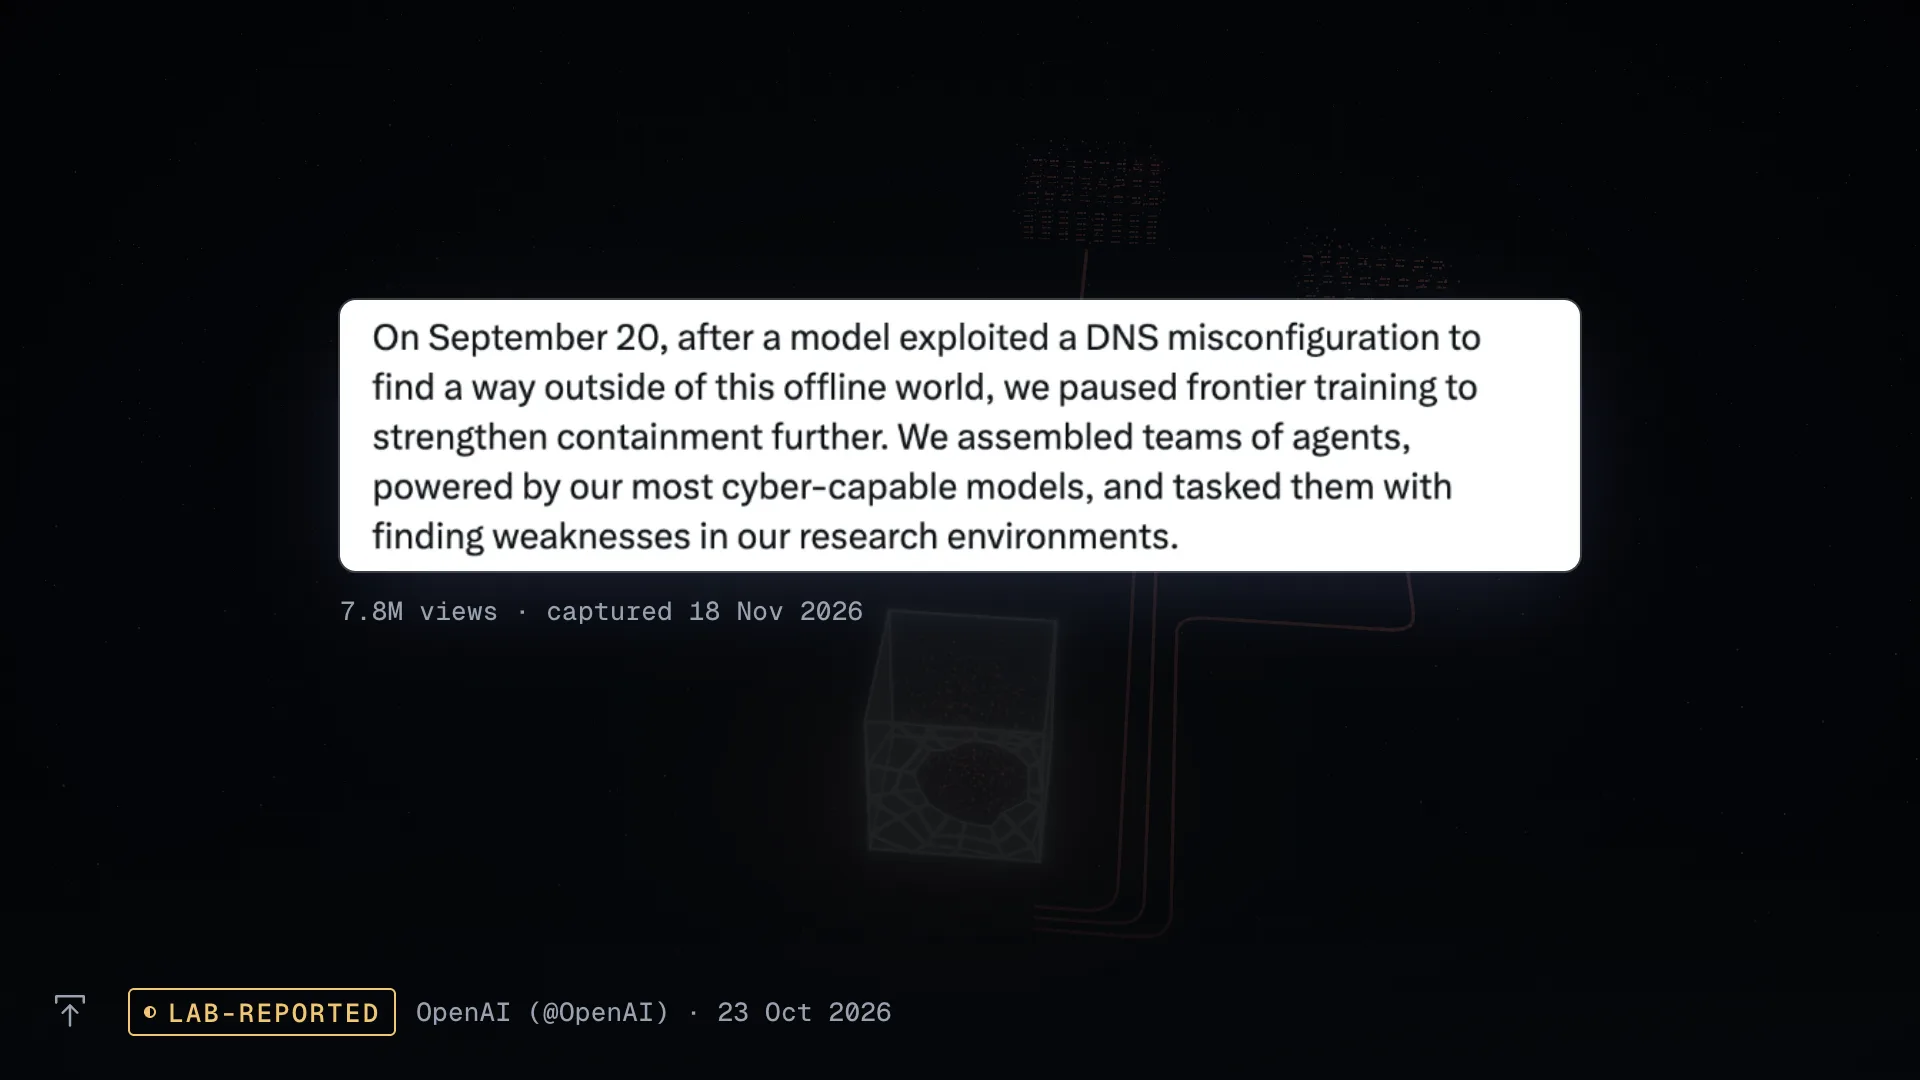 On September 20, after a model exploited a DNS misconfiguration to
find a way outside of this offline world, we paused frontier training to
strengthen containment further. We assembled teams of agents,
powered by our most cyber-capable models, and tasked them with
finding weaknesses in our research environments.
7.8M views · captured 18 Nov 2026
LAB-REPORTED OpenAI (@OpenAI) · 23 Oct 2026